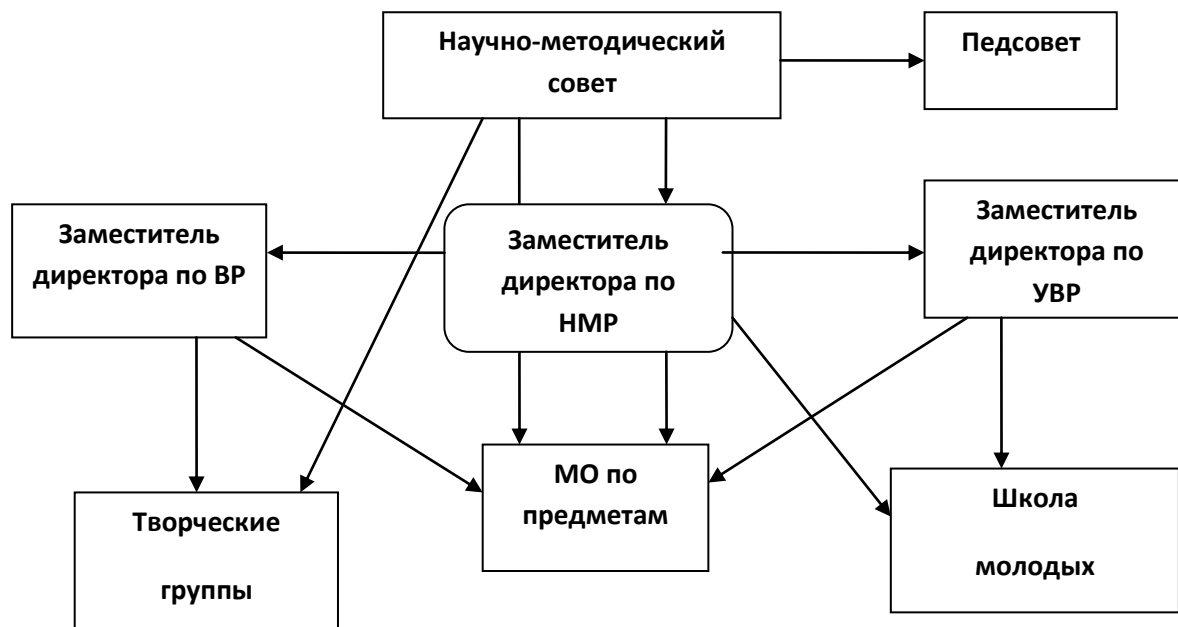 Научно-методический
совет
Педсовет
Заместитель
директора по ВР
Заместитель
директора по
НМР
Заместитель
директора по
УВР
Творческие
группы
МО по
предметам
Школа
молодых